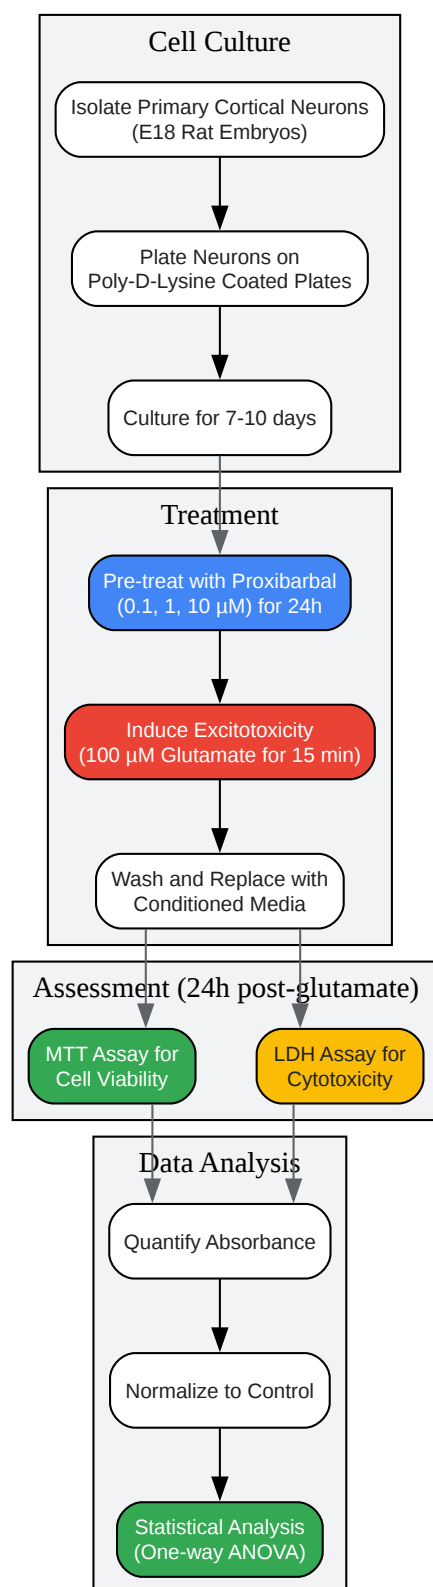 Cell Culture
Isolate Primary Cortical Neurons
(E18 Rat Embryos)
Plate Neurons on
Poly-D-Lysine Coated Plates
Culture for 7-10 days
Treatment
Pre-treat with Proxibarbal
(0.1, 1, 10 µM) for 24h
Induce Excitotoxicity
(100 µM Glutamate for 15 min)
Wash and Replace with
Conditioned Media
Assessment (24h post-glutamate)
MTT Assay for
Cell Viability
LDH Assay for
Cytotoxicity
Data Analysis
Quantify Absorbance
Normalize to Control
Statistical Analysis
(One-way ANOVA)